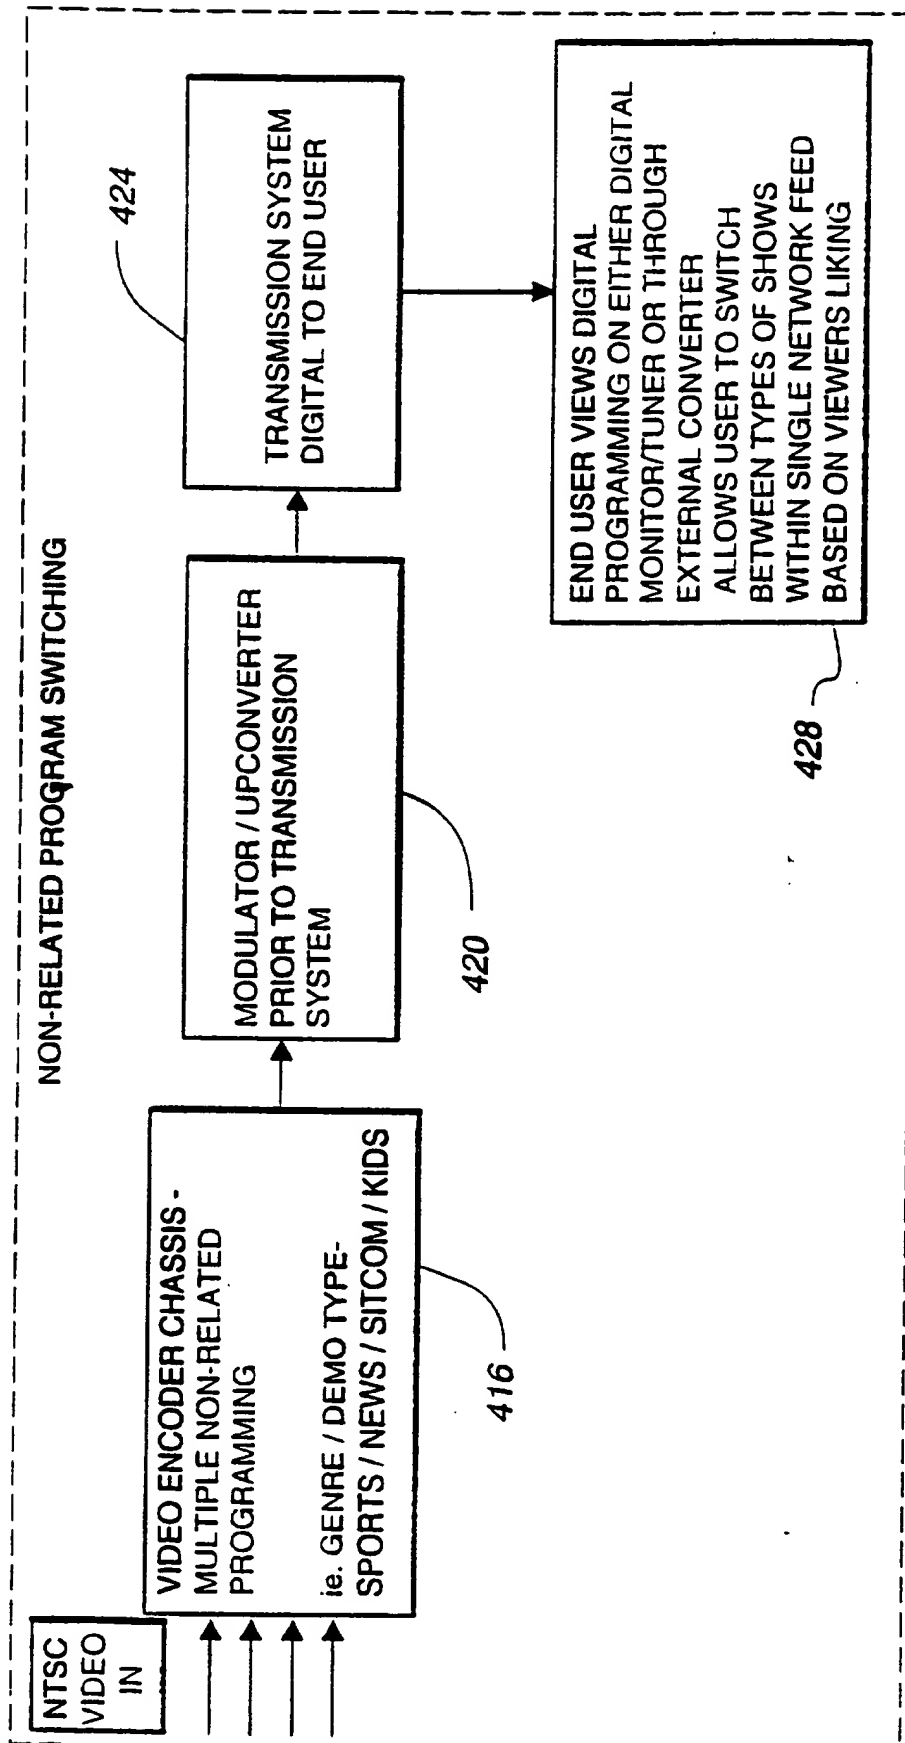 NON-RELATED PROGRAM SWITCHING
NTSC
VIDEO
IN
VIDEO ENCODER CHASSIS -
MULTIPLE NON-RELATED
PROGRAMMING
ie. GENRE / DEMO TYPE-
SPORTS / NEWS / SITCOM / KIDS
416
MODULATOR / UPCONVERTER
PRIOR TO TRANSMISSION
SYSTEM
420
TRANSMISSION SYSTEM
DIGITAL TO END USER
424
END USER VIEWS DIGITAL
PROGRAMMING ON EITHER DIGITAL
MONITOR/TUNER OR THROUGH
EXTERNAL CONVERTER
ALLOWS USER TO SWITCH
BETWEEN TYPES OF SHOWS
WITHIN SINGLE NETWORK FEED
BASED ON VIEWERS LIKING
428